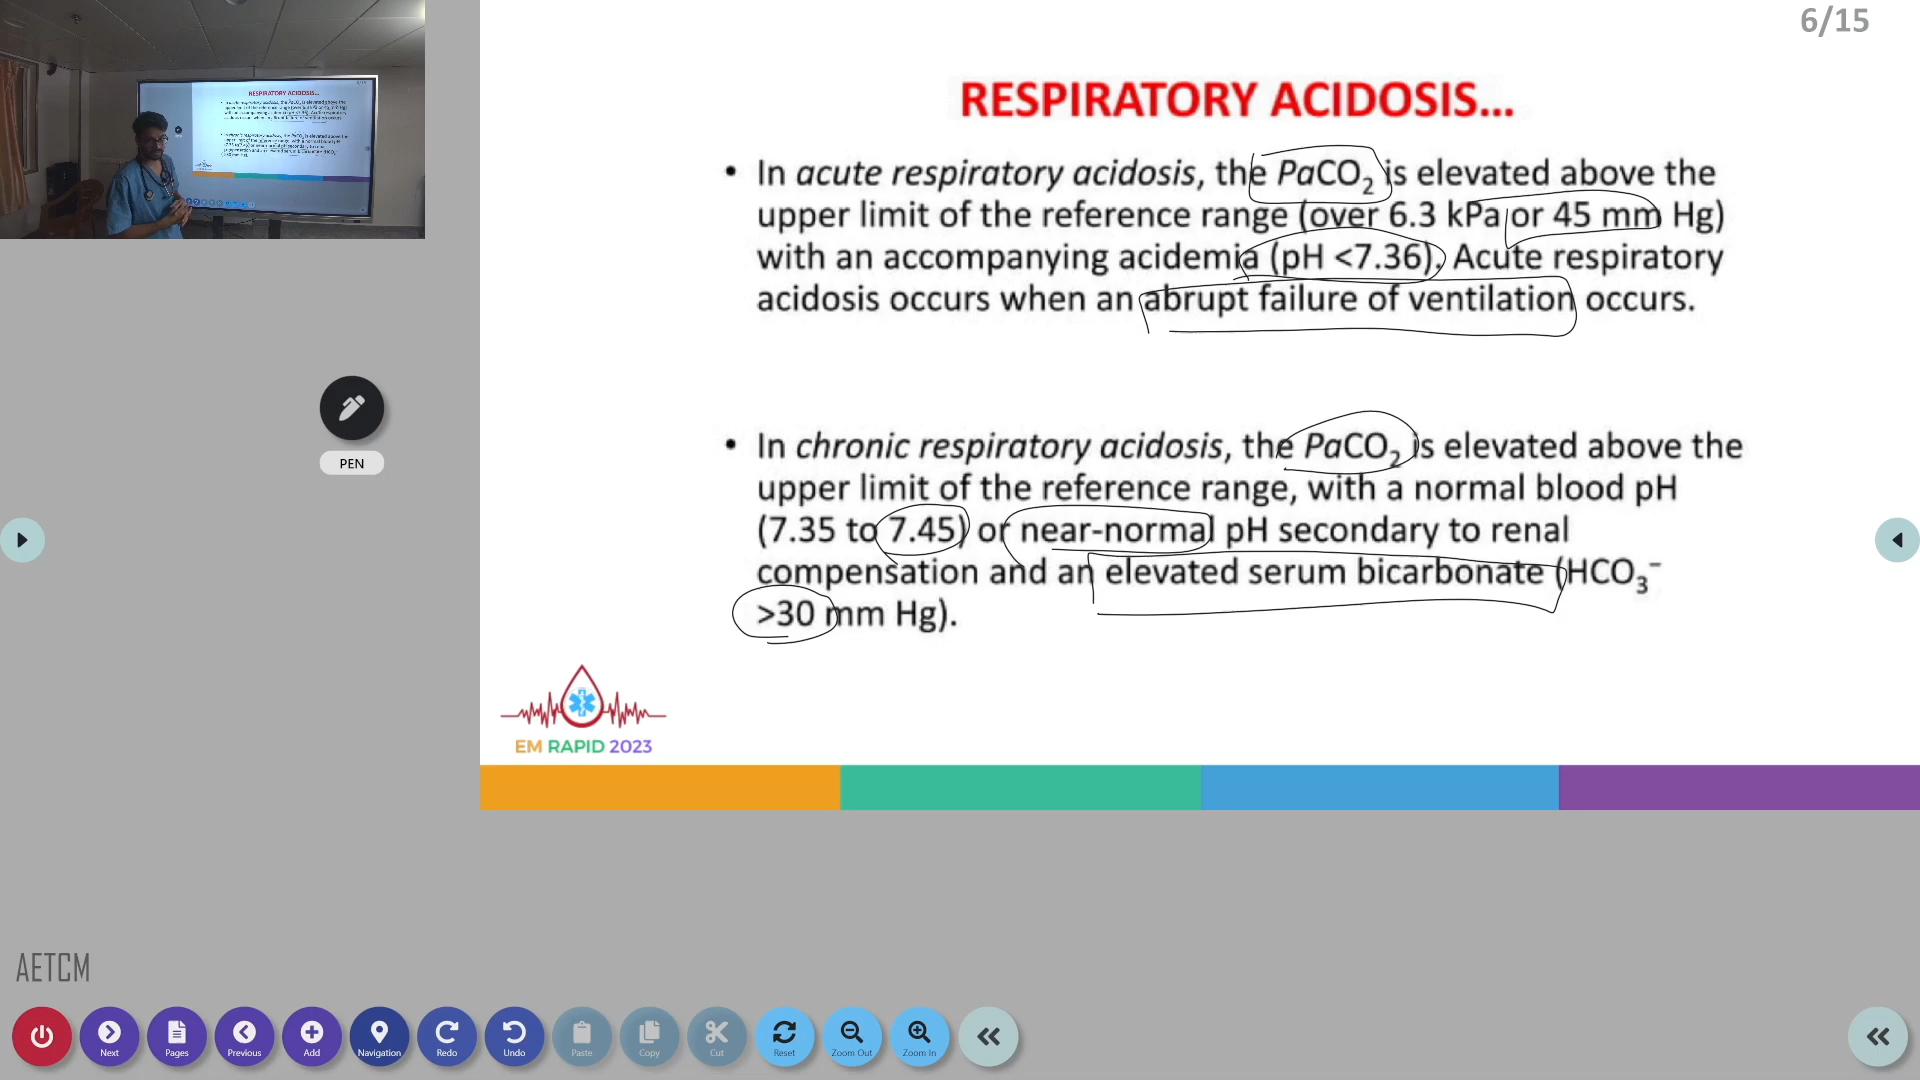 6/15
RESPIRATORY ACIDOSIS...
• In acute respiratory acidosis, the PaCO₂ is elevated above the
upper limit of the reference range (over 6.3 kPa or 45 mm Hg)
with an accompanying acidemia (pH <7.36). Acute respiratory
acidosis occurs when an abrupt failure of ventilation occurs.
• In chronic respiratory acidosis, the PaCO₂ is elevated above the
upper limit of the reference range, with a normal blood pH
(7.35 to 7.45) or near-normal pH secondary to renal
compensation and an elevated serum bicarbonate (HCO₃⁻
>30 mm Hg).
EM RAPID 2023
PEN
AETCM
Next
Pages
Previous
Add
Navigation
Redo
Undo
Paste
Copy
Cut
Reset
Zoom Out
Zoom In
RESPIRATORY ACIDOSIS...